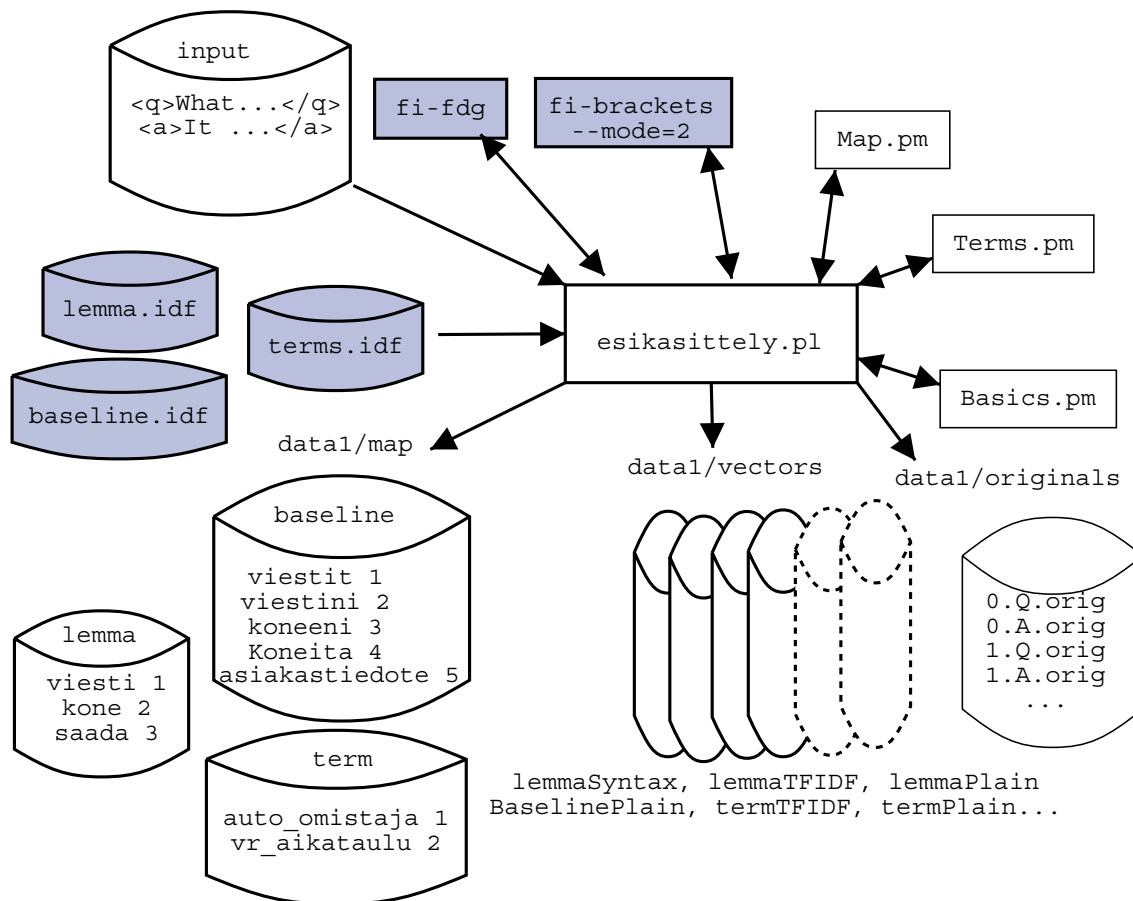 input
<q>What...</q>
<a>It ...</a>
fi-fdg
fi-brackets
--mode=2
Map.pm
Terms.pm
lemma.idf
terms.idf
baseline.idf
esikasittely.pl
Basics.pm
data1/map
data1/vectors
data1/originals
baseline
viestit 1
viestini 2
koneeni 3
Koneita 4
asiakastiedote 5
lemma
viesti 1
kone 2
saada 3
term
auto_omistaja 1
vr_aikataulu 2
0.Q.orig
0.A.orig
1.Q.orig
1.A.orig
...
lemmaSyntax, lemmaTFIDF, lemmaPlain
BaselinePlain, termTFIDF, termPlain...